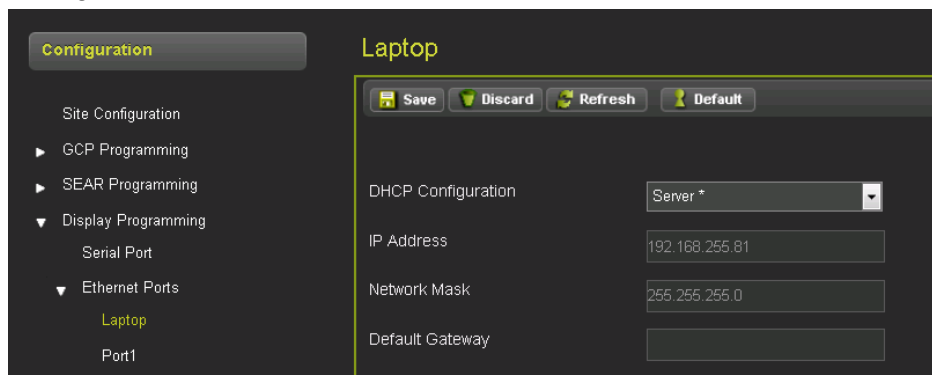 Configuration
Site Configuration
GCP Programming
SEAR Programming
Display Programming
Serial Port
Ethernet Ports
Laptop
Port1
Laptop
Save Discard Refresh Default
DHCP Configuration Server *
IP Address 192.168.255.81
Network Mask 255.255.255.0
Default Gateway